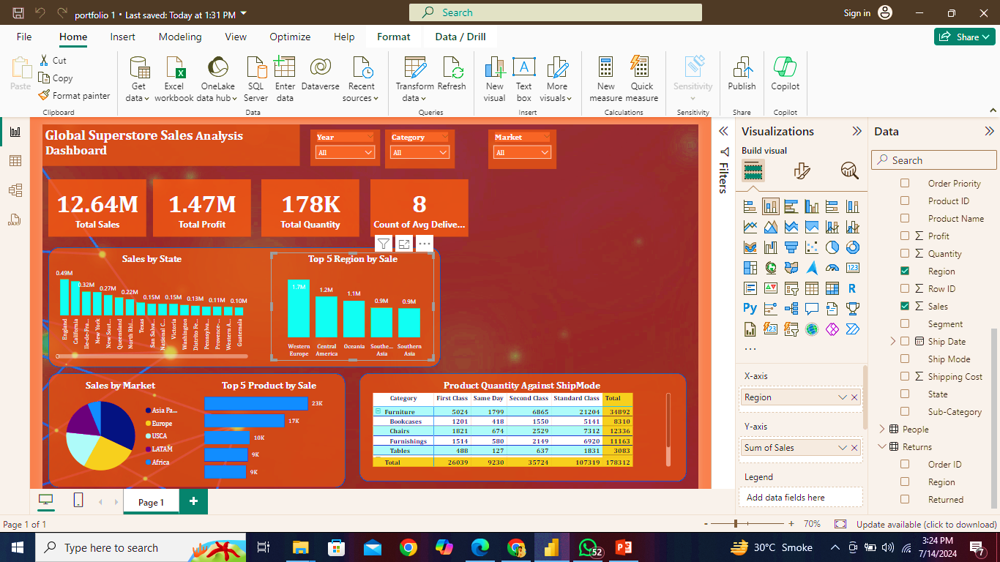 portfolio 1 • Last saved: Today at 1:31 PM
Search
Sign in
File Home Insert Modeling View Optimize Help Format Data / Drill
Share
Paste
Cut
Copy
Format painter
Clipboard
Get data
Excel workbook
OneLake data hub
SQL Server
Enter data
Dataverse
Recent sources
Data
Transform data
Refresh
Queries
New visual
Text box
More visuals
Insert
New measure
Quick measure
Calculations
Sensitivity
Sensitivity
Publish
Share
Copilot
Copilot
Global Superstore Sales Analysis
Dashboard
Year
All
Category
All
Market
All
12.64M
Total Sales
1.47M
Total Profit
178K
Total Quantity
8
Count of Avg Delive...
Sales by State
0.49M 0.32M 0.27M 0.22M 0.15M 0.15M 0.13M 0.11M 0.10M
England
California
Ile-de-Fra...
New York
New Sout...
Queensland
North Rhi...
Texas
San Salva...
National C...
Victoria
Washington
Distrito Fe...
Pennsylva...
Provence-...
Western A...
Guatemala
0
Top 5 Region by Sale
1.7M 1.2M 1.1M 0.9M 0.9M
Western Europe
Central America
Oceania
Southe... Asia
Southern Asia
Sales by Market
Asia Pa...
Europe
USCA
LATAM
Africa
Top 5 Product by Sale
23K
17K
10K
9K
9K
Product Quantity Against ShipMode
Category First Class Same Day Second Class Standard Class Total
Furniture 5024 1799 6865 21204 34892
Bookcases 1201 418 1550 5141 8310
Chairs 1821 674 2529 7312 12336
Furnishings 1514 580 2149 6920 11163
Tables 488 127 637 1831 3083
Total 26039 9230 35724 107319 178312
Filters
Visualizations
Build visual
123
R
Py
123
...
X-axis
Region
Y-axis
Sum of Sales
Legend
Add data fields here
Data
Search
Order Priority
Product ID
Product Name
Profit
Quantity
Region
Row ID
Sales
Segment
Ship Date
Ship Mode
Shipping Cost
State
Sub-Category
People
Returns
Order ID
Region
Returned
DAX
Page 1
+
Page 1 of 1
- + 70%
Update available (click to download)
Type here to search
52
30°C Smoke
3:24 PM
7/14/2024
7